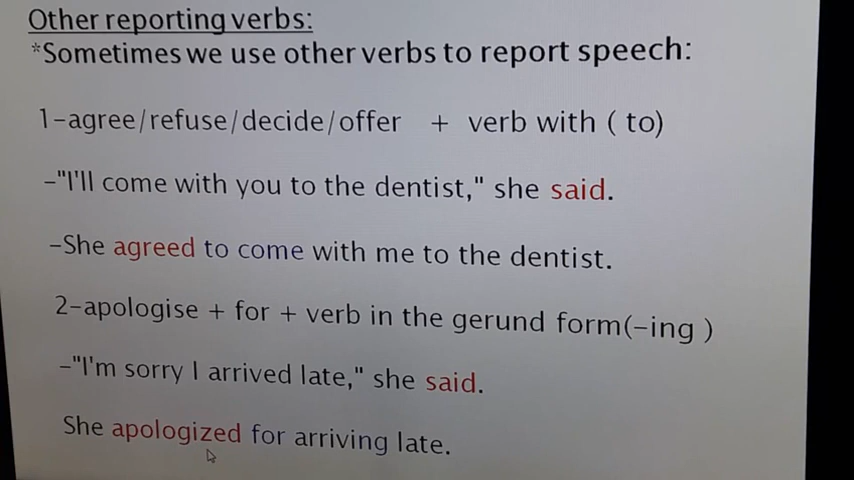 Other reporting verbs:
*Sometimes we use other verbs to report speech:
1-agree/refuse/decide/offer + verb with ( to)
-"I'll come with you to the dentist," she said.
-She agreed to come with me to the dentist.
2-apologise + for + verb in the gerund form(-ing )
-"I'm sorry I arrived late," she said.
She apologized for arriving late.